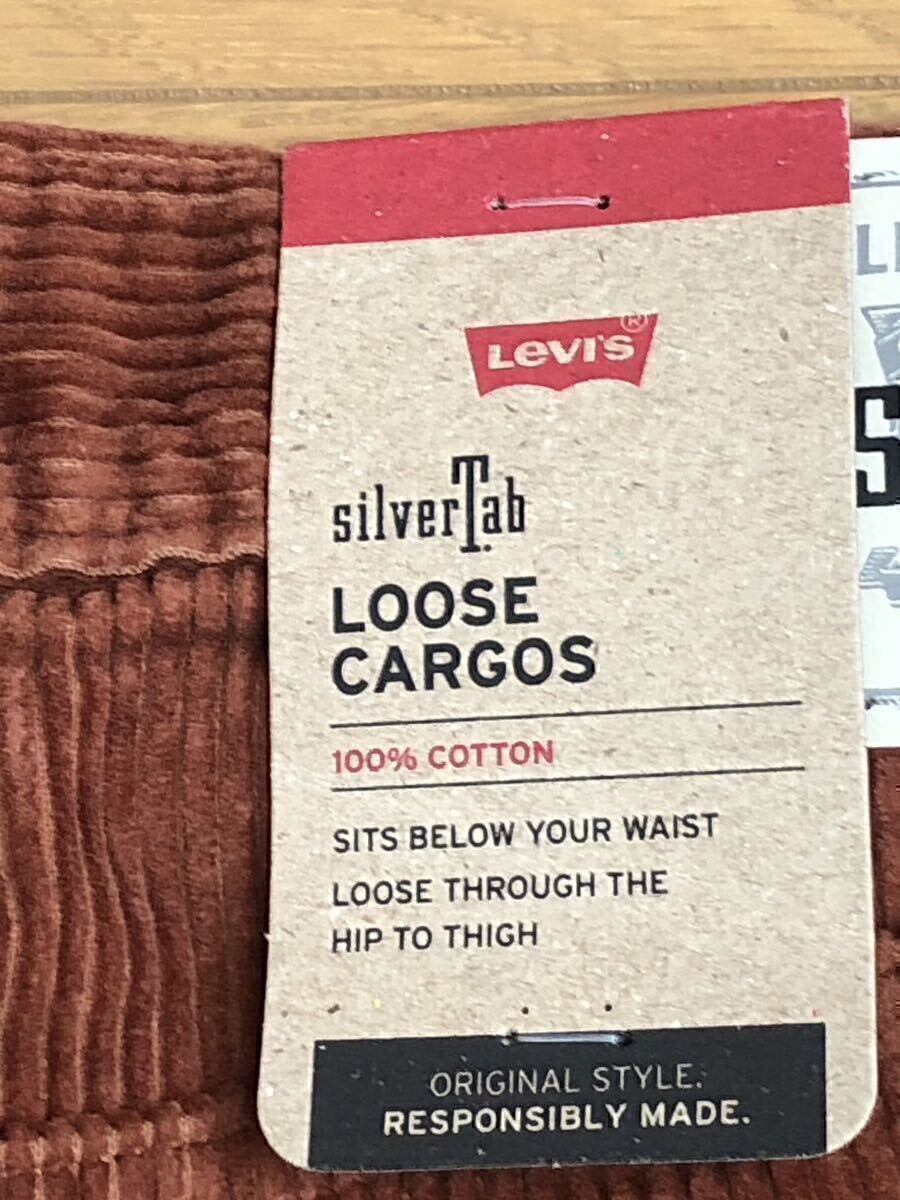 LEVI'S®
silverTab
LOOSE
CARGOS
100% COTTON
SITS BELOW YOUR WAIST
LOOSE THROUGH THE
HIP TO THIGH
ORIGINAL STYLE.
RESPONSIBLY MADE.